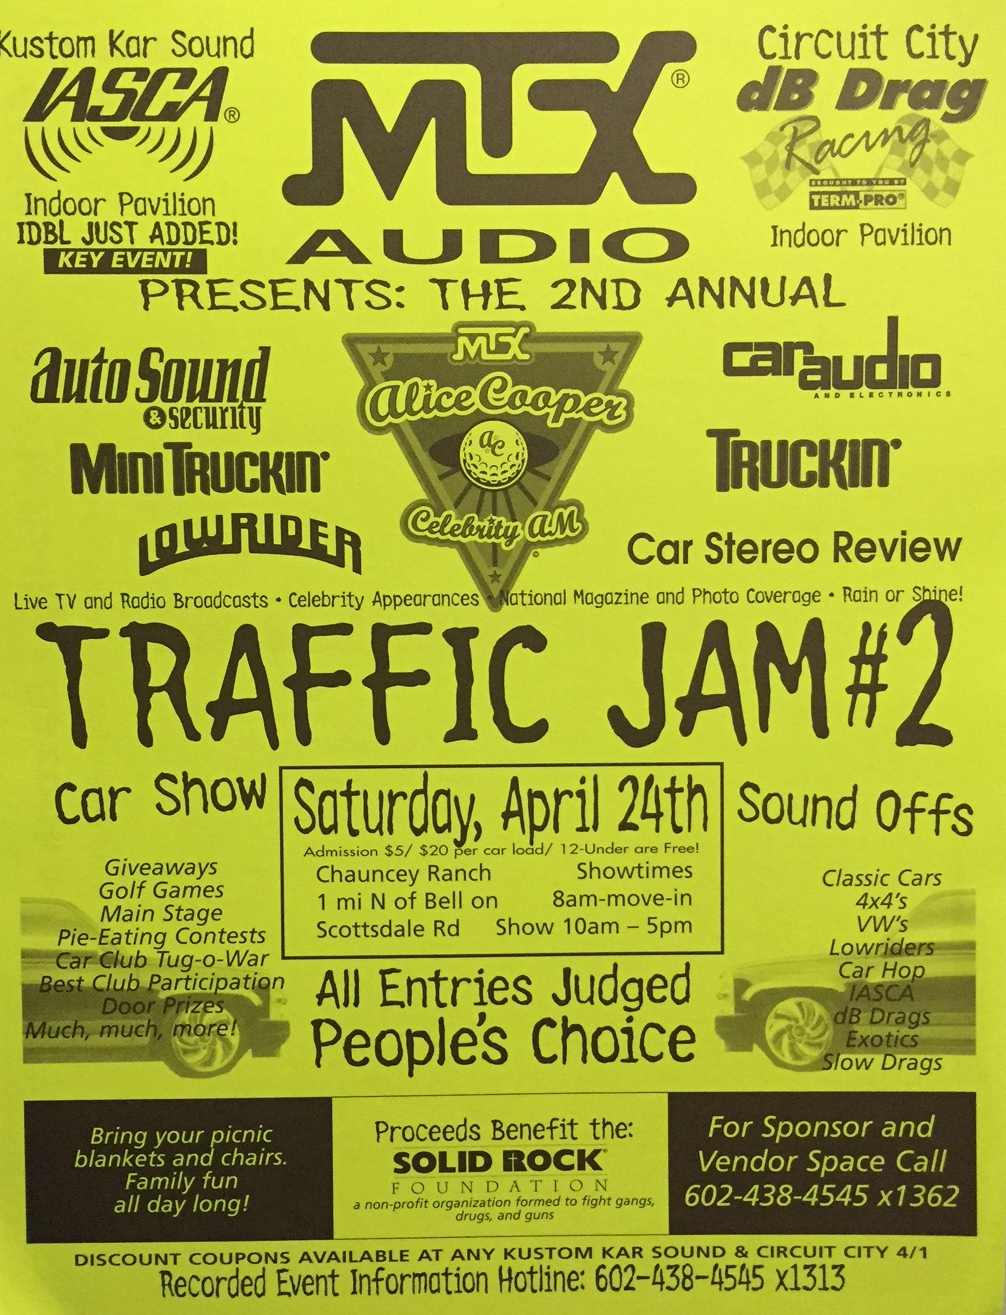 Kustom Kar Sound
IASCA®
Indoor Pavilion
IDBL JUST ADDED!
KEY EVENT!
MTX®
AUDIO
Circuit City
dB Drag
Racing
BROUGHT TO YOU BY
TERM-PRO®
Indoor Pavilion
PRESENTS: THE 2ND ANNUAL
auto Sound
& security
MINITRUCKIN'
LOWRIDER
MTX
Alice Cooper
AC
Celebrity AM
©
car audio
AND ELECTRONICS
TRUCKIN'
Car Stereo Review
Live TV and Radio Broadcasts • Celebrity Appearances • National Magazine and Photo Coverage • Rain or Shine!
TRAFFIC JAM #2
Car Show
Giveaways
Golf Games
Main Stage
Pie-Eating Contests
Car Club Tug-o-War
Best Club Participation
Door Prizes
Much, much, more!
Saturday, April 24th
Admission $5/ $20 per car load/ 12-Under are Free!
Chauncey Ranch Showtimes
1 mi N of Bell on 8am-move-in
Scottsdale Rd Show 10am – 5pm
All Entries Judged
People's Choice
Sound Offs
Classic Cars
4x4's
VW's
Lowriders
Car Hop
IASCA
dB Drags
Exotics
Slow Drags
Bring your picnic
blankets and chairs.
Family fun
all day long!
Proceeds Benefit the:
SOLID ROCK
FOUNDATION
a non-profit organization formed to fight gangs,
drugs, and guns
For Sponsor and
Vendor Space Call
602-438-4545 x1362
DISCOUNT COUPONS AVAILABLE AT ANY KUSTOM KAR SOUND & CIRCUIT CITY 4/1
Recorded Event Information Hotline: 602-438-4545 x1313